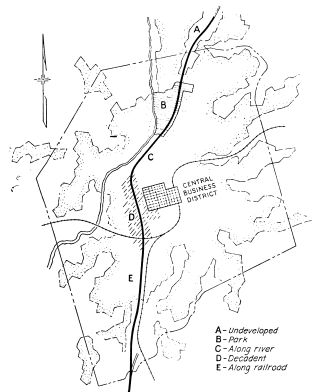 A
B
C
CENTRAL
BUSINESS
DISTRICT
D
E
A-Undeveloped
B-Park
C-Along river
D-Decadent
E-Along railroad